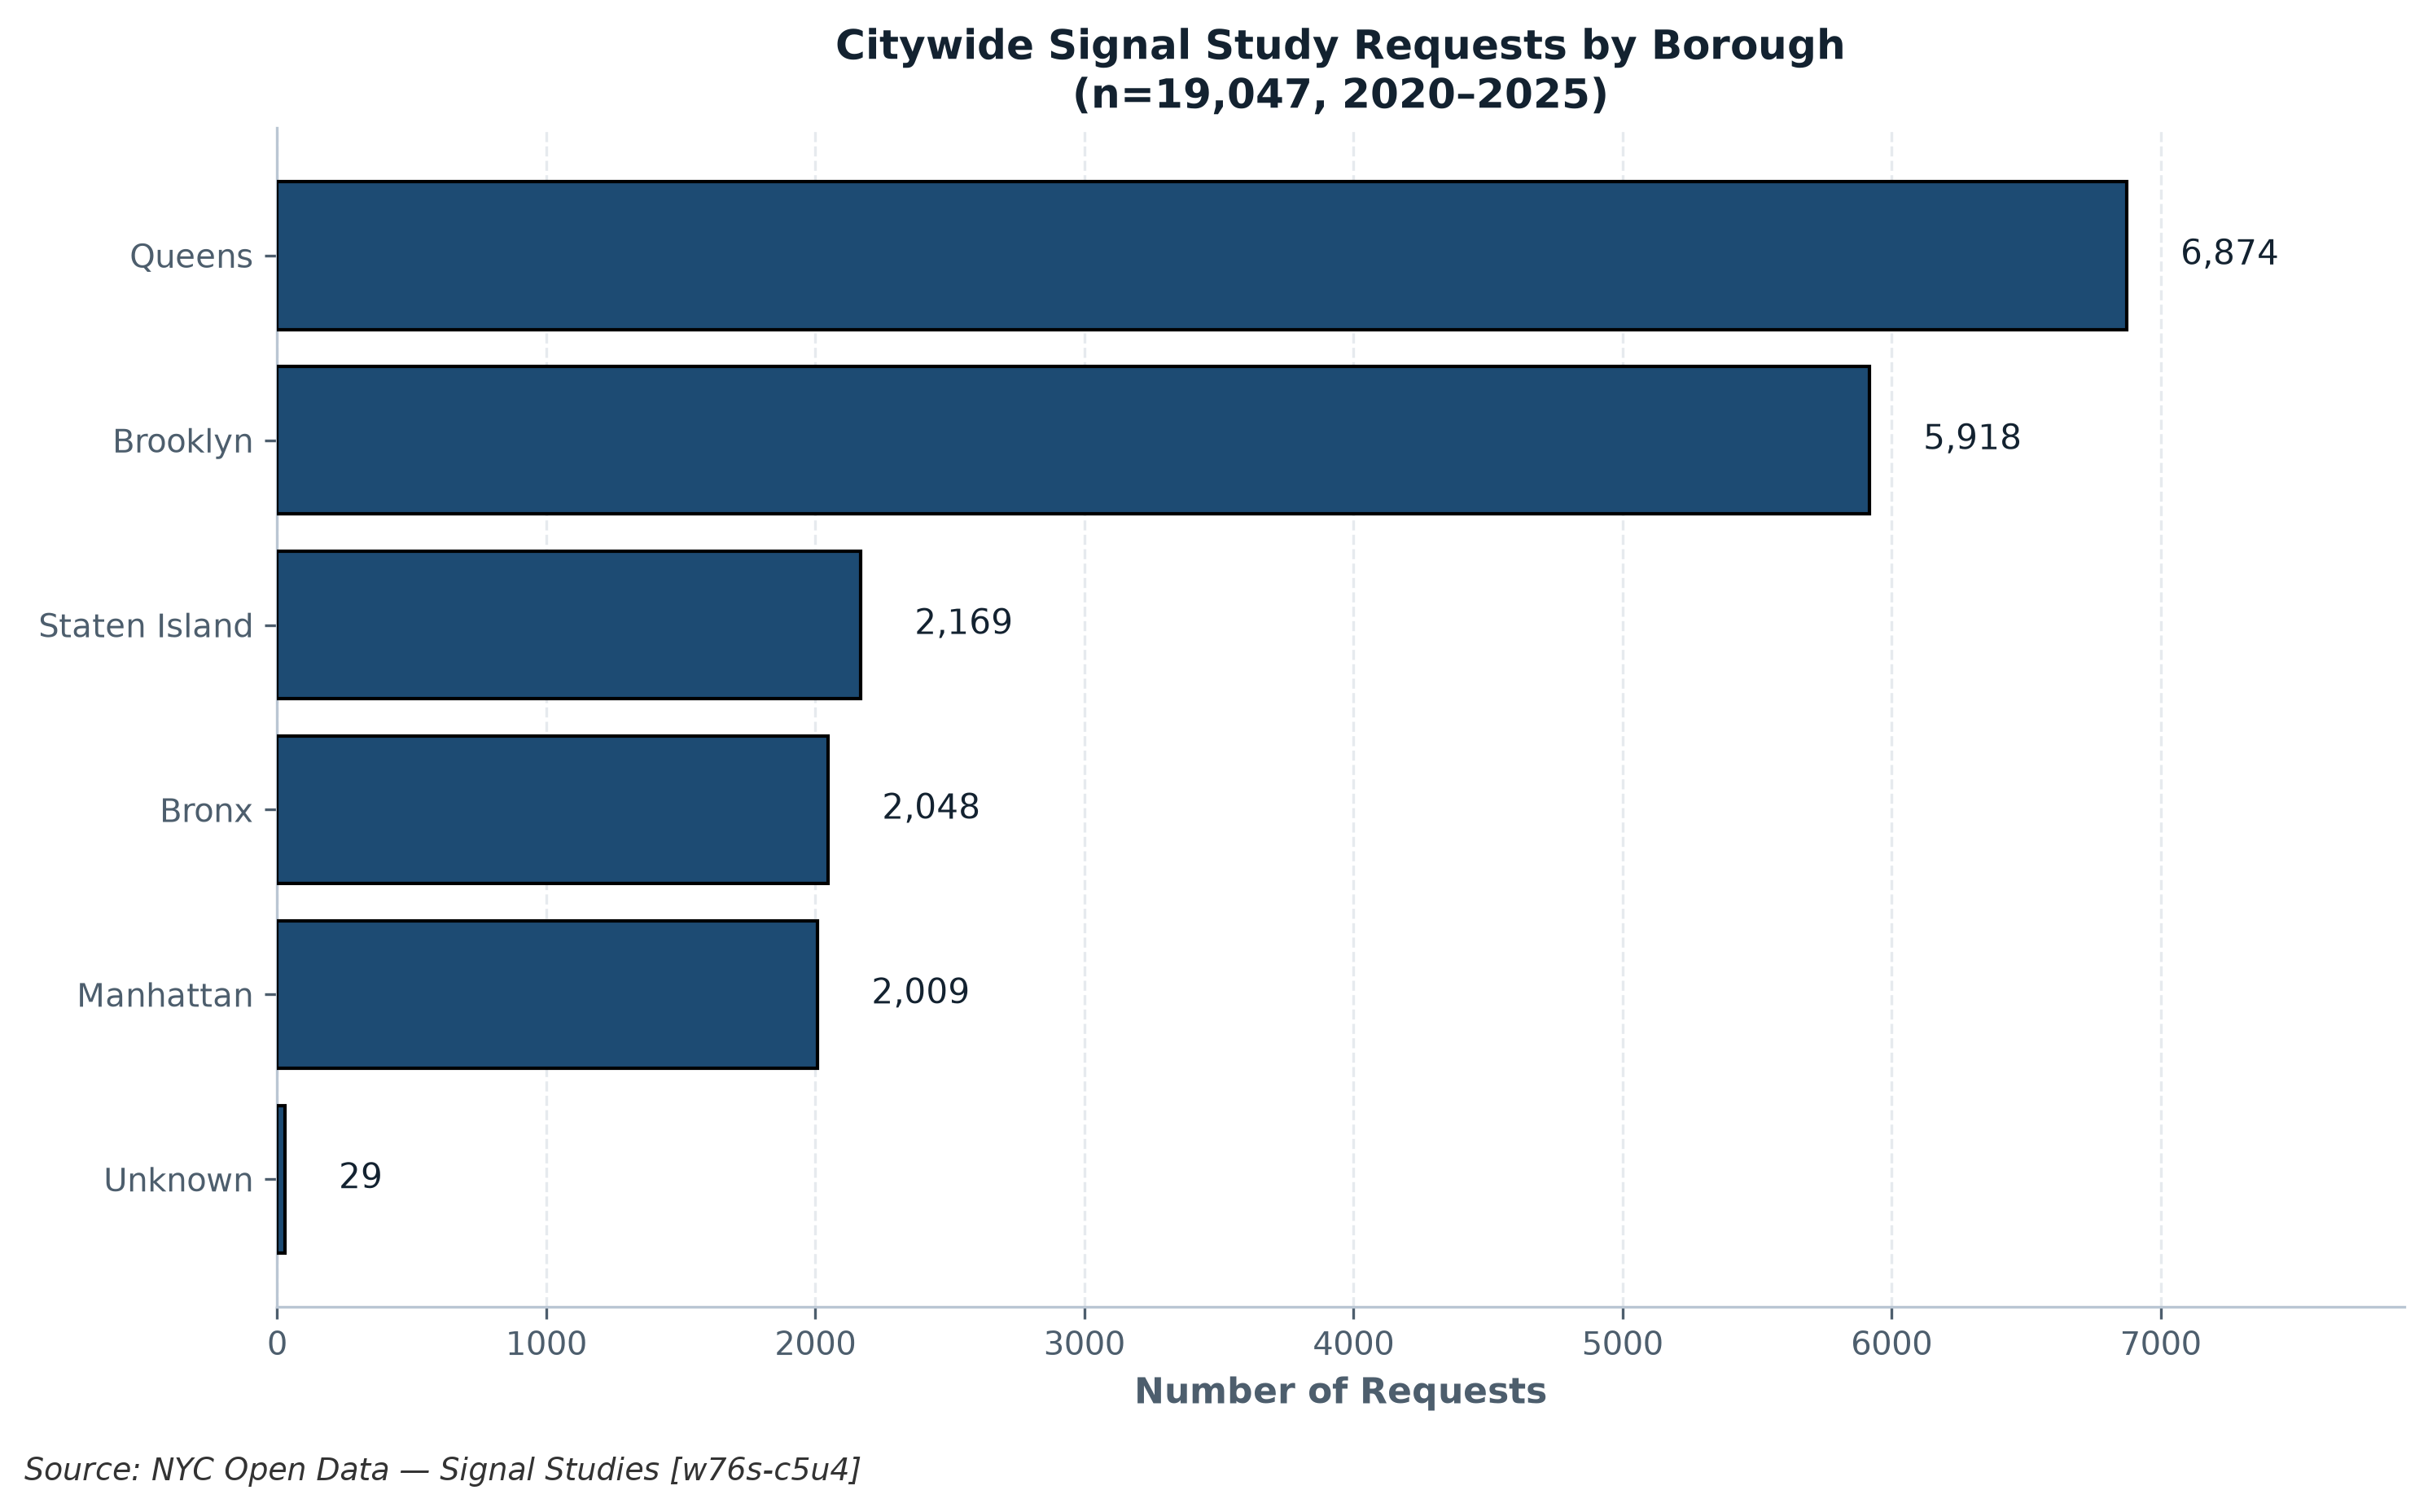 Citywide Signal Study Requests by Borough
(n=19,047, 2020–2025)
Queens
6,874
Brooklyn
5,918
Staten Island
2,169
Bronx
2,048
Manhattan
2,009
Unknown
29
0 1000 2000 3000 4000 5000 6000 7000
Number of Requests
Source: NYC Open Data — Signal Studies [w76s-c5u4]